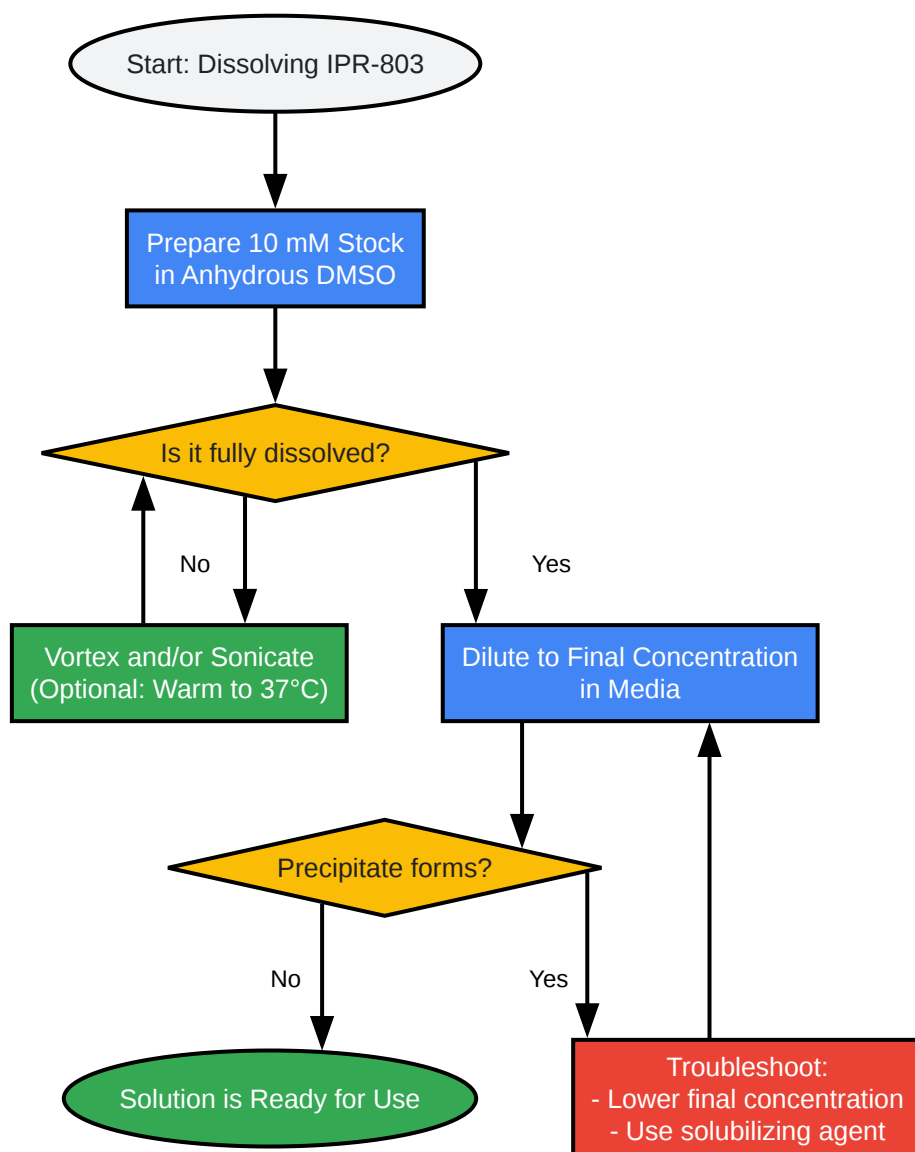 Start: Dissolving IPR-803
Prepare 10 mM Stock
in Anhydrous DMSO
Is it fully dissolved?
No
Yes
Vortex and/or Sonicate
(Optional: Warm to 37°C)
Dilute to Final Concentration
in Media
Precipitate forms?
No
Yes
Solution is Ready for Use
Troubleshoot:
- Lower final concentration
- Use solubilizing agent